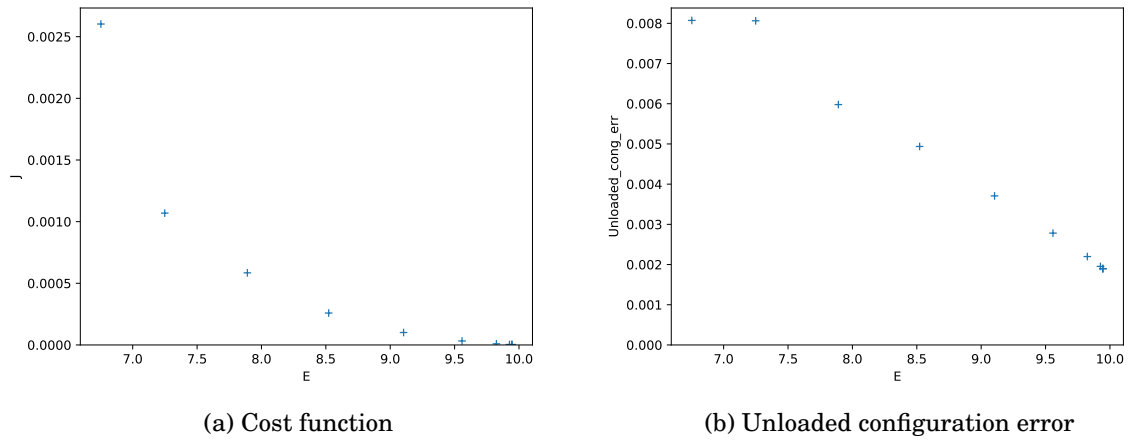 0.0025
0.0020
0.0015
0.0010
0.0005
0.0000
J
7.0 7.5 8.0 8.5 9.0 9.5 10.0
E
(a) Cost function
0.008
0.007
0.006
0.005
0.004
0.003
0.002
0.001
0.000
Unloaded_cong_err
7.0 7.5 8.0 8.5 9.0 9.5 10.0
E
(b) Unloaded configuration error